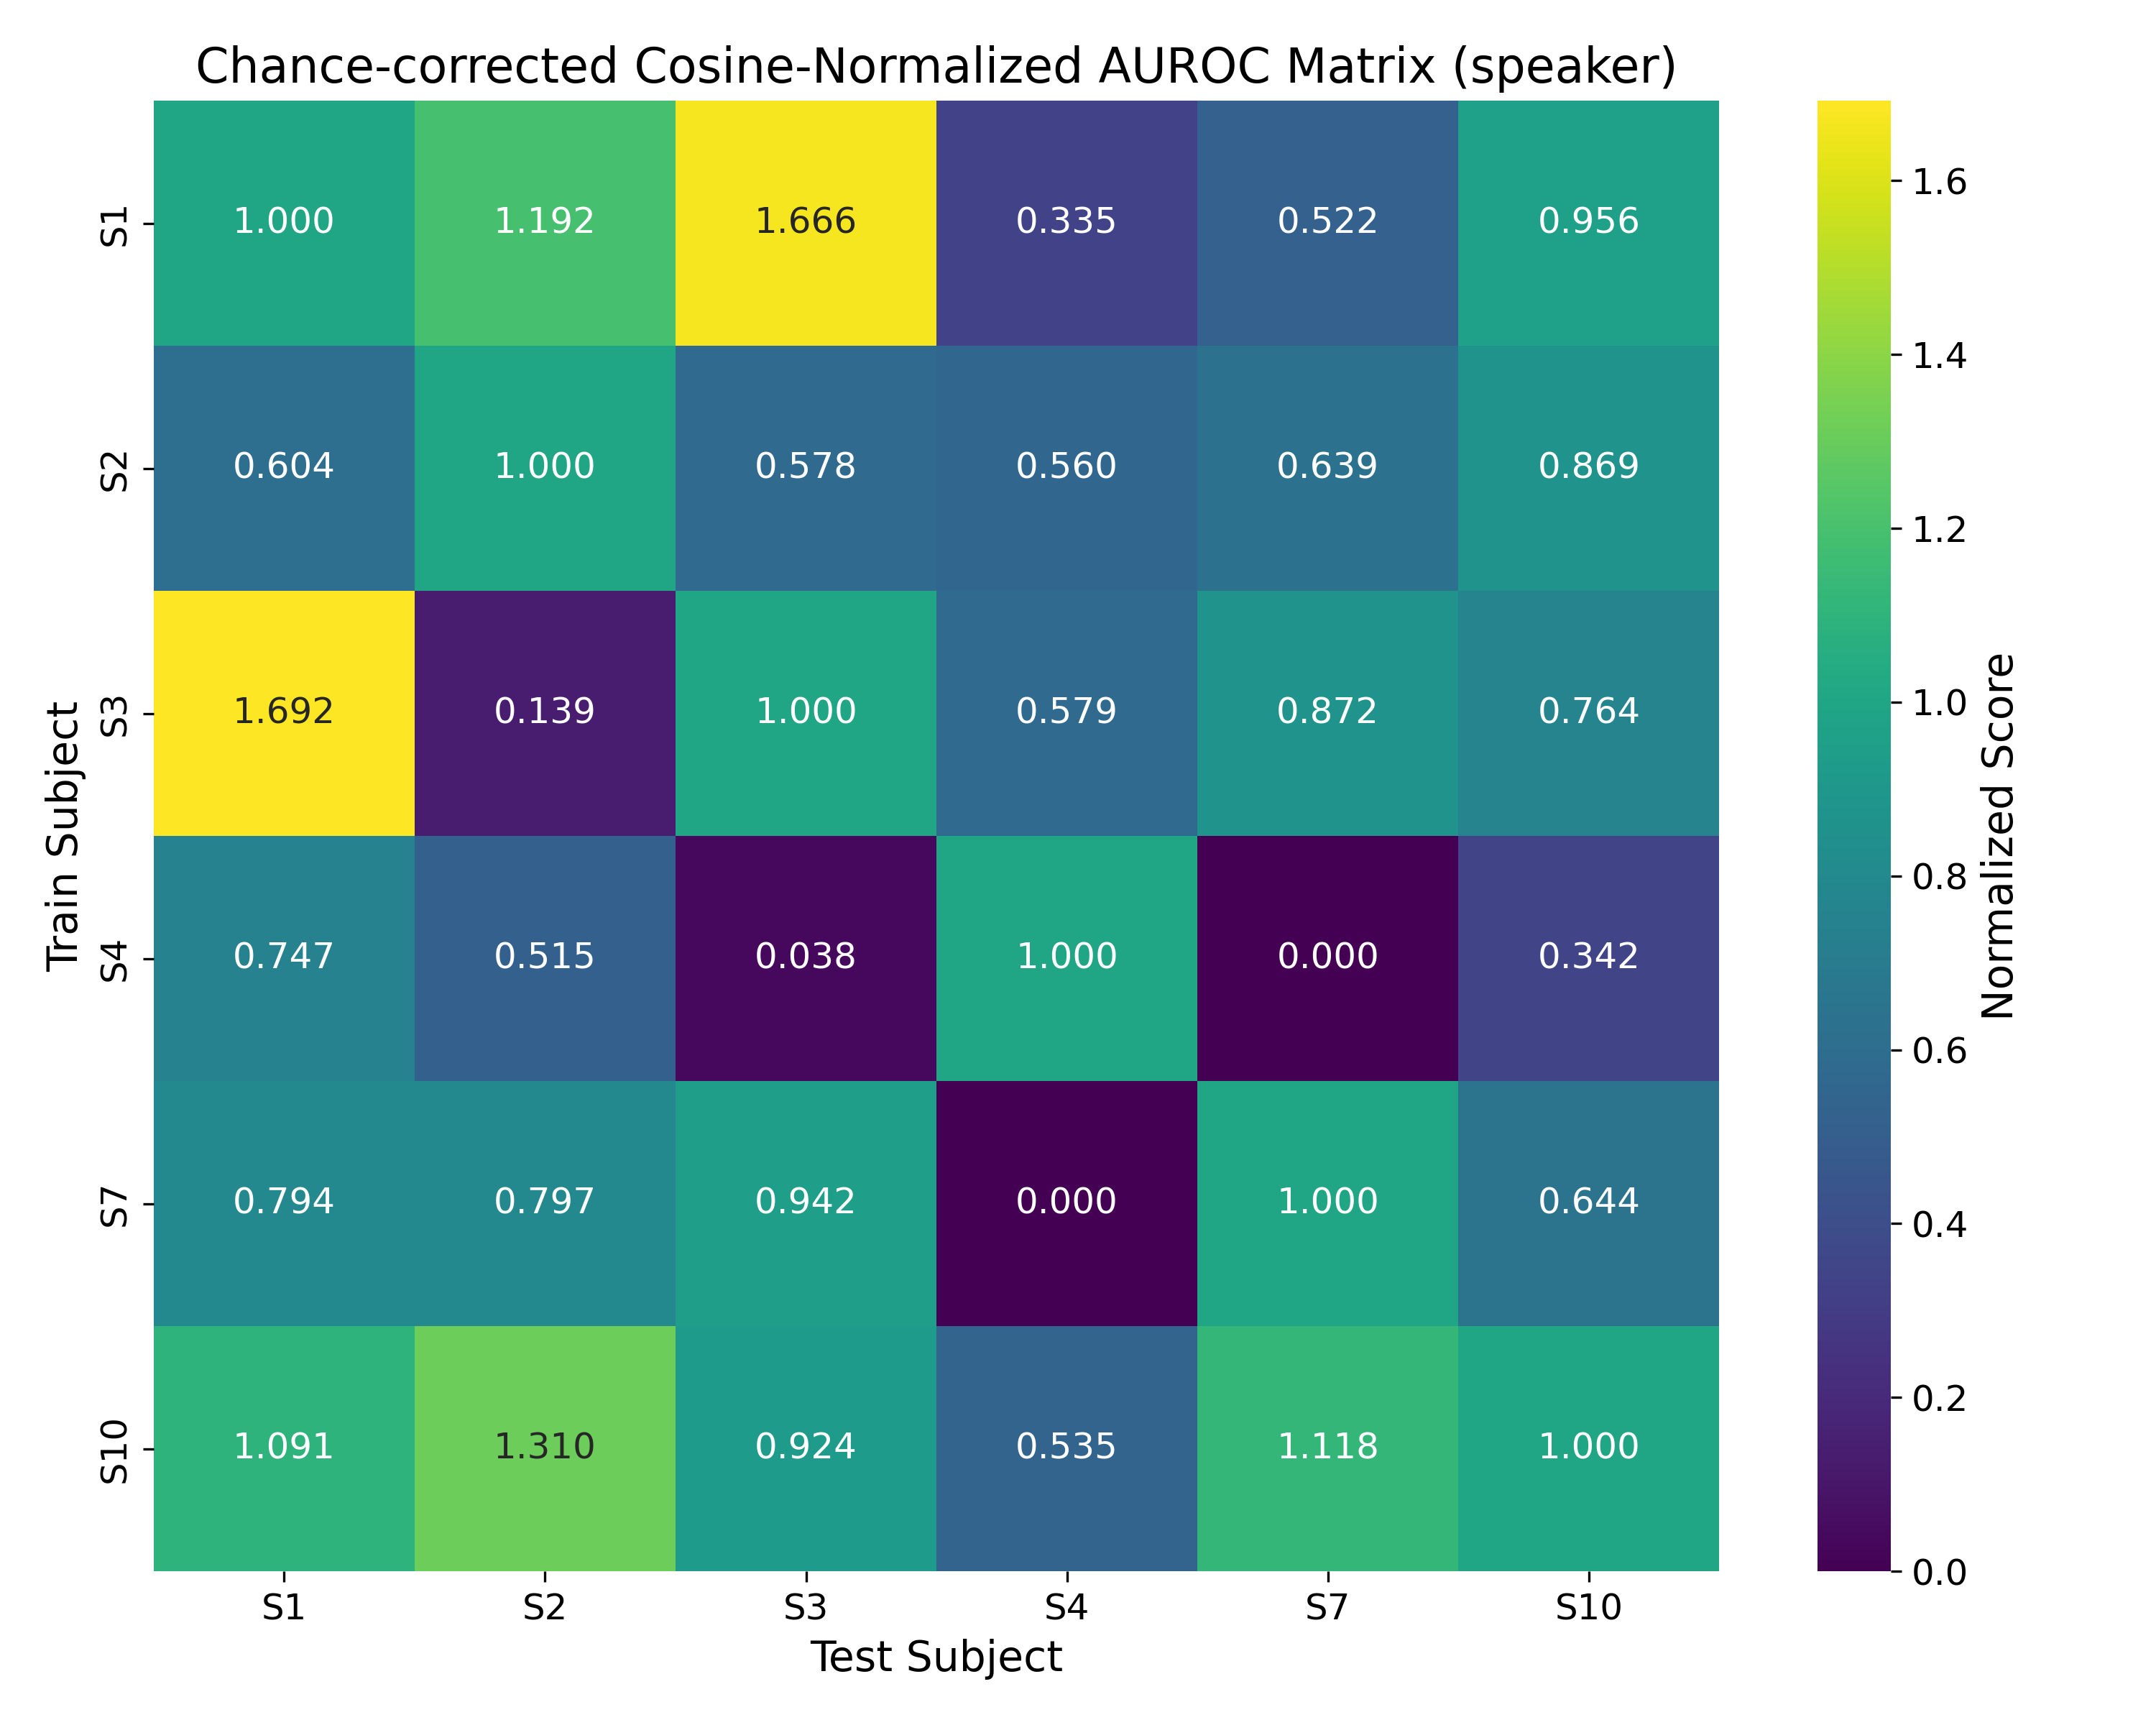 Chance-corrected Cosine-Normalized AUROC Matrix (speaker)
Train Subject
S1 1.000 1.192 1.666 0.335 0.522 0.956
S2 0.604 1.000 0.578 0.560 0.639 0.869
S3 1.692 0.139 1.000 0.579 0.872 0.764
S4 0.747 0.515 0.038 1.000 0.000 0.342
S7 0.794 0.797 0.942 0.000 1.000 0.644
S10 1.091 1.310 0.924 0.535 1.118 1.000
S1 S2 S3 S4 S7 S10
Test Subject
1.6
1.4
1.2
1.0
0.8
0.6
0.4
0.2
0.0
Normalized Score